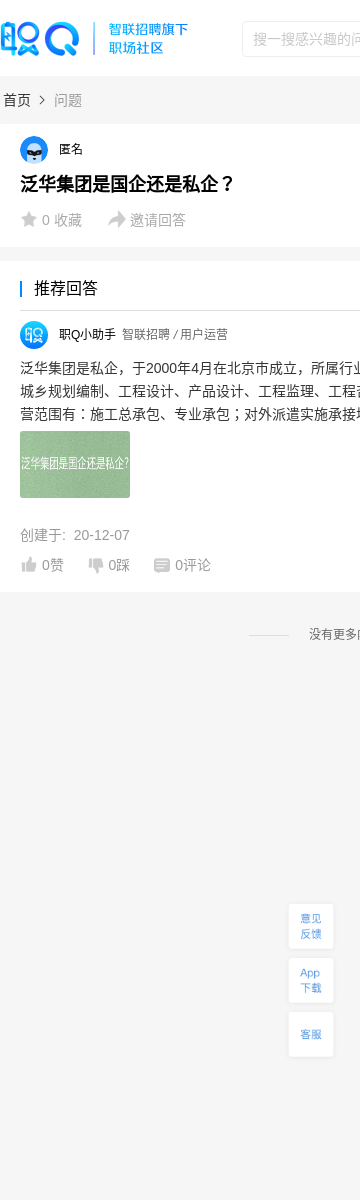 职Q
智联招聘旗下
职场社区
搜一搜感兴趣的问
首页 > 问题
匿名
泛华集团是国企还是私企？
0 收藏 邀请回答
推荐回答
职Q小助手 智联招聘 / 用户运营
泛华集团是私企，于2000年4月在北京市成立，所属行业
城乡规划编制、工程设计、产品设计、工程监理、工程
营范围有：施工总承包、专业承包；对外派遣实施承接
泛华集团是国企还是私企?
创建于: 20-12-07
0赞 0踩 0评论
没有更多
意见
反馈
App
下载
客服